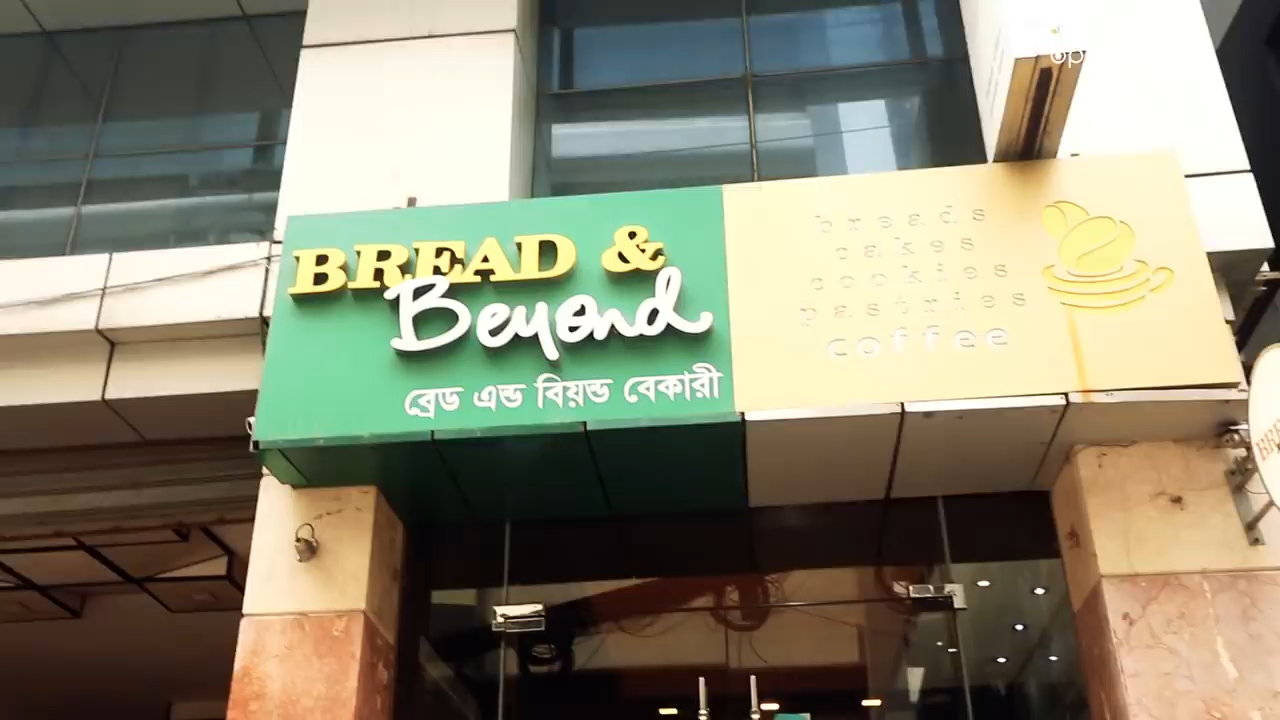 BREAD &
Beyond
ব্রেড এন্ড বিয়ন্ড বেকারী
breads
cakes
cookies
pastries
coffee